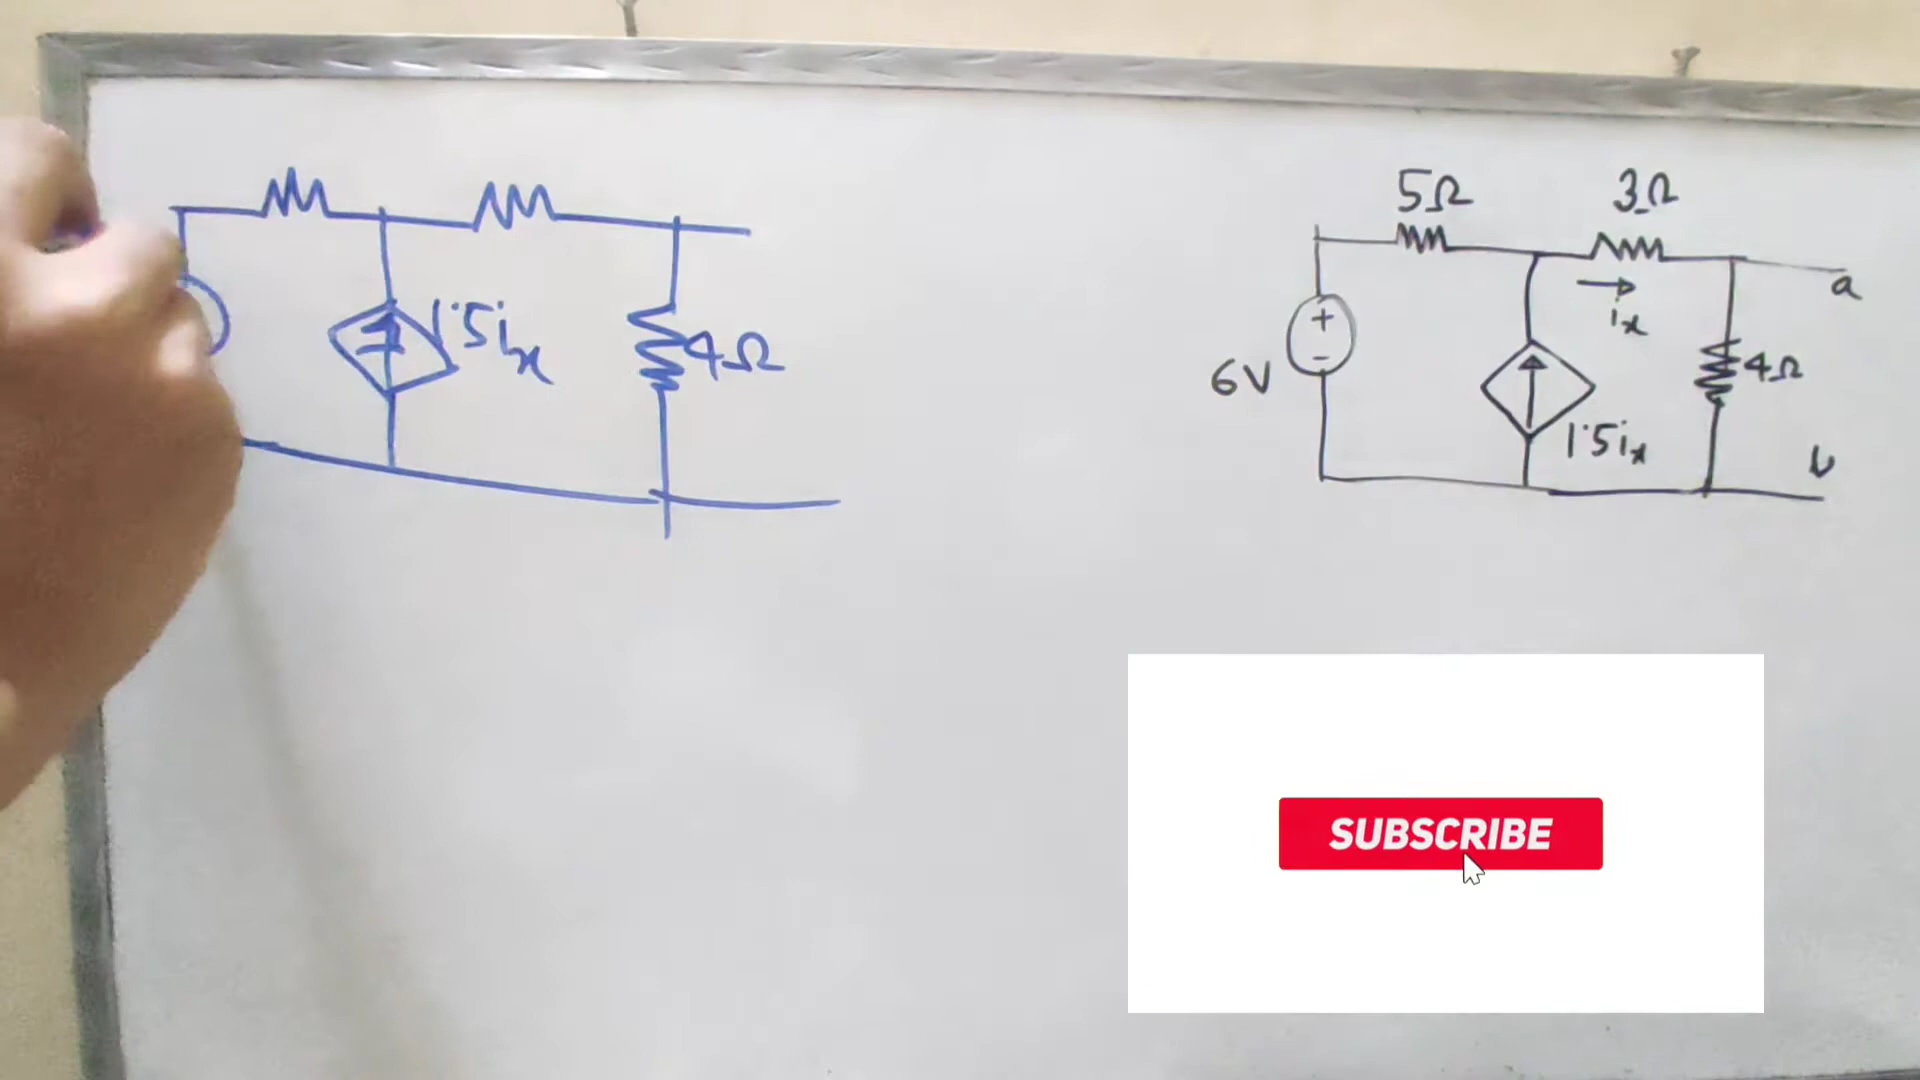 1.5ix
4Ω
5Ω
3Ω
ix
a
+
-
6V
4Ω
1.5ix
b
SUBSCRIBE